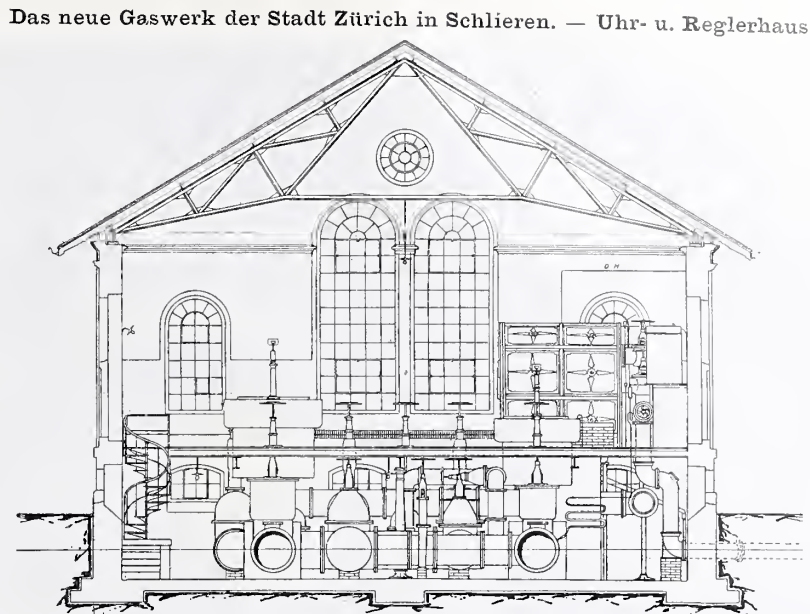 Das neue Gaswerk der Stadt Zürich in Schlieren. — Uhr- u. Reglerhaus